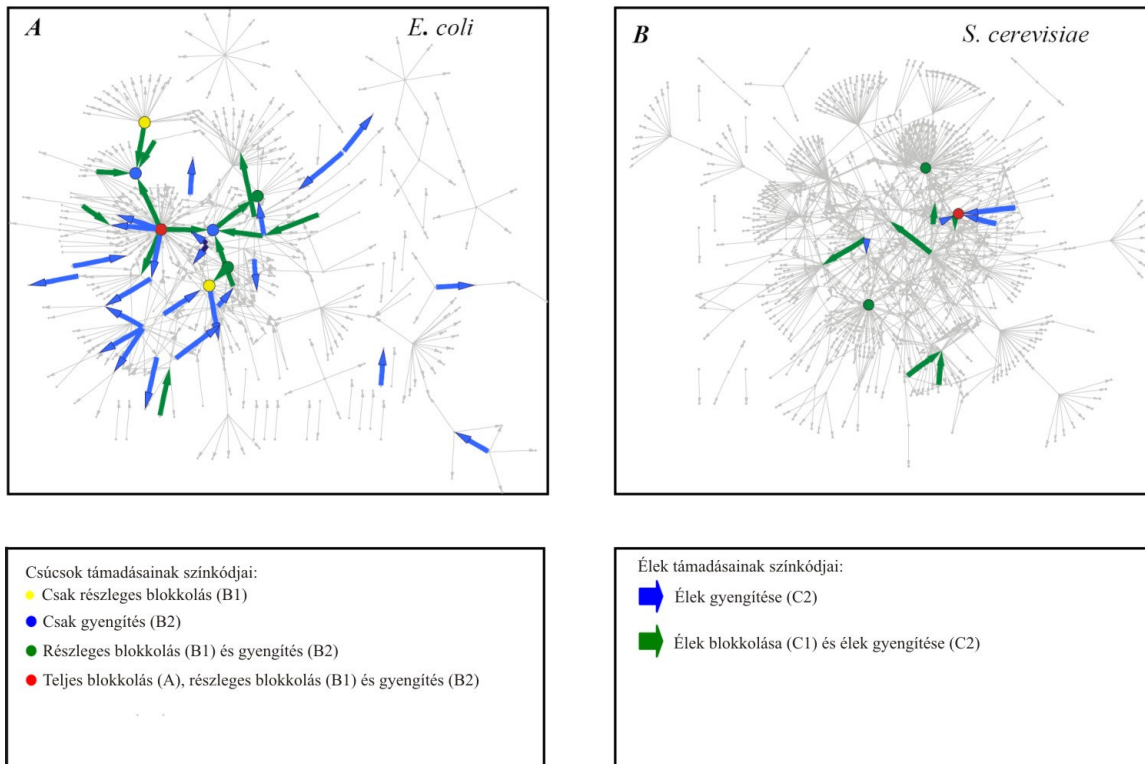 A
E. coli
B
S. cerevisiae
Csúcsok támadásainak színkódjai:
Csak részleges blokkolás (B1)
Csak gyengítés (B2)
Részleges blokkolás (B1) és gyengítés (B2)
Teljes blokkolás (A), részleges blokkolás (B1) és gyengítés (B2)
Élek támadásainak színkódjai:
Élek gyengítése (C2)
Élek blokkolása (C1) és élek gyengítése (C2)